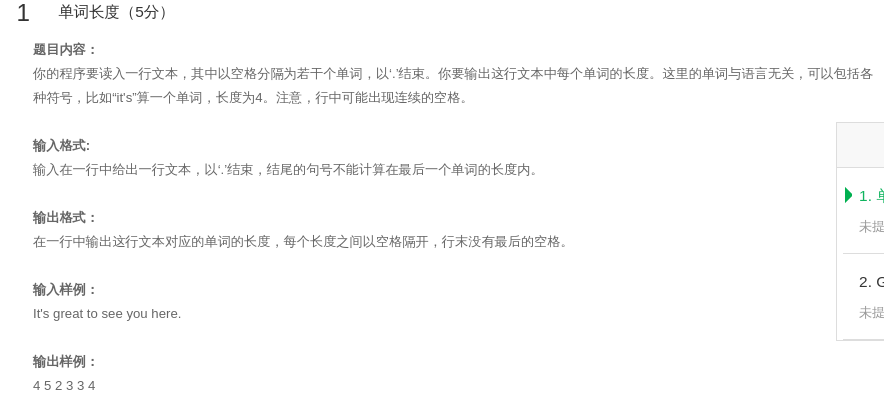 1 单词长度（5分）
题目内容：
你的程序要读入一行文本，其中以空格分隔为若干个单词，以‘.’结束。你要输出这行文本中每个单词的长度。这里的单词与语言无关，可以包括各
种符号，比如“it's”算一个单词，长度为4。注意，行中可能出现连续的空格。
输入格式:
输入在一行中给出一行文本，以‘.’结束，结尾的句号不能计算在最后一个单词的长度内。
1.
输出格式：
未提
在一行中输出这行文本对应的单词的长度，每个长度之间以空格隔开，行末没有最后的空格。
2. G
输入样例：
It's great to see you here.
未提
输出样例：
4 5 2 3 3 4